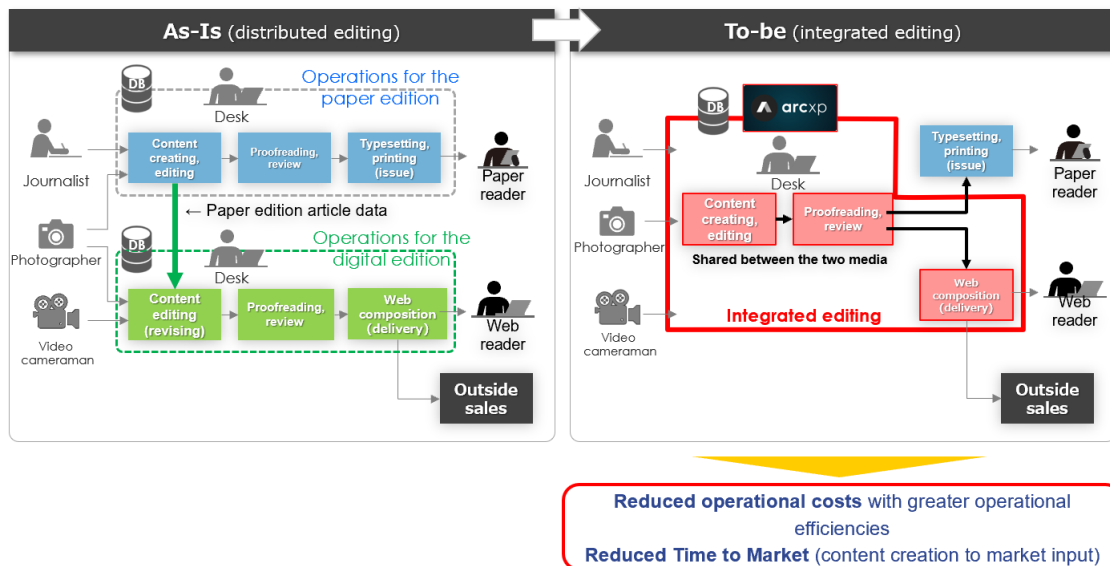 As-Is (distributed editing)
DB
Operations for the
paper edition
Desk
Journalist
Content
creating,
editing
Proofreading,
review
Typesetting,
printing
(issue)
Paper
reader
← Paper edition article data
Photographer
DB
Operations for the
digital edition
Desk
Content
editing
(revising)
Proofreading,
review
Web
composition
(delivery)
Web
reader
Video
cameraman
Outside
sales
To-be (integrated editing)
DB
arcxp
Desk
Journalist
Typesetting,
printing
(issue)
Paper
reader
Photographer
Content
creating,
editing
Proofreading,
review
Shared between the two media
Web
composition
(delivery)
Web
reader
Video
cameraman
Integrated editing
Outside
sales
Reduced operational costs with greater operational
efficiencies
Reduced Time to Market (content creation to market input)